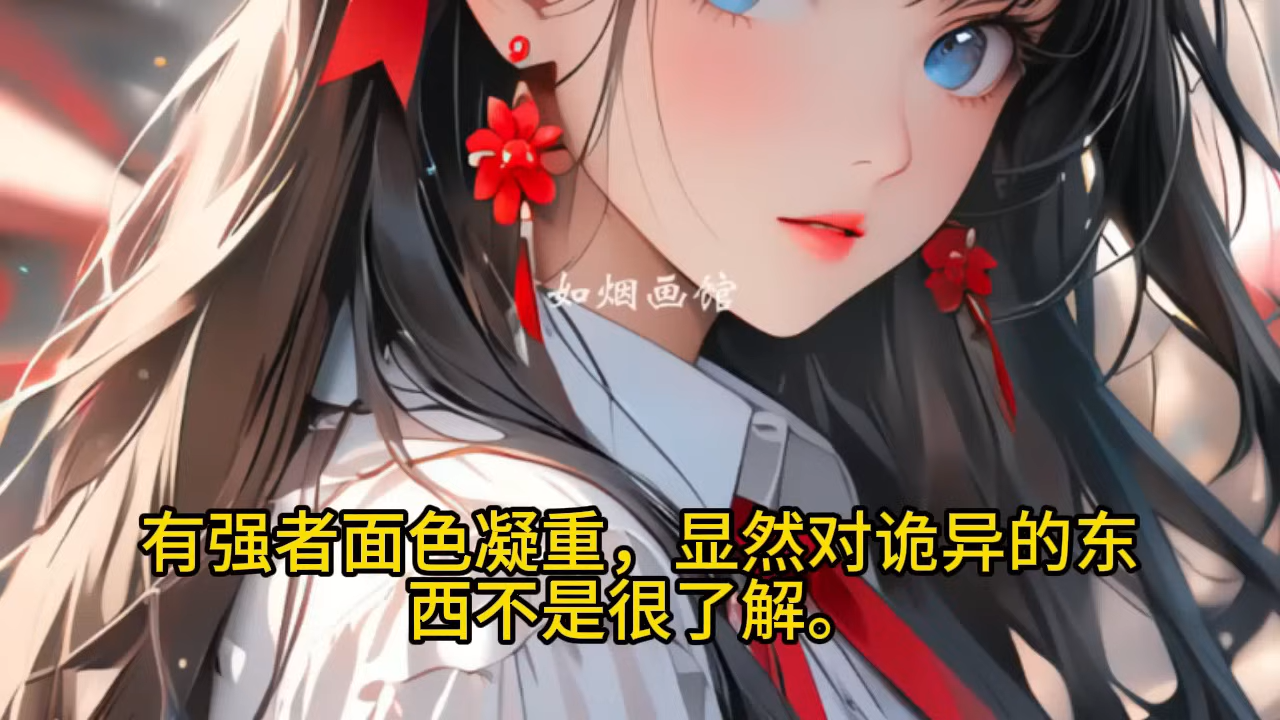 如烟画馆
有强者面色凝重，显然对诡异的东
西不是很了解。